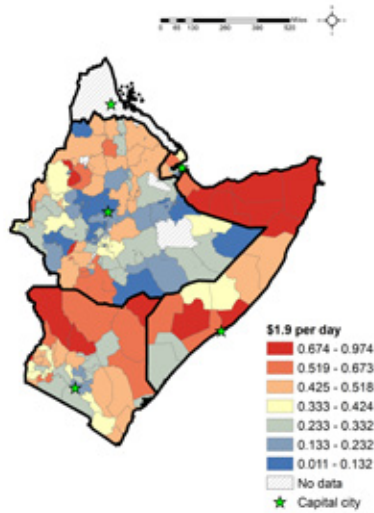 Miles
$1.9 per day
0.674 - 0.974
0.519 - 0.673
0.425 - 0.518
0.333 - 0.424
0.233 - 0.332
0.133 - 0.232
0.011 - 0.132
No data
Capital city